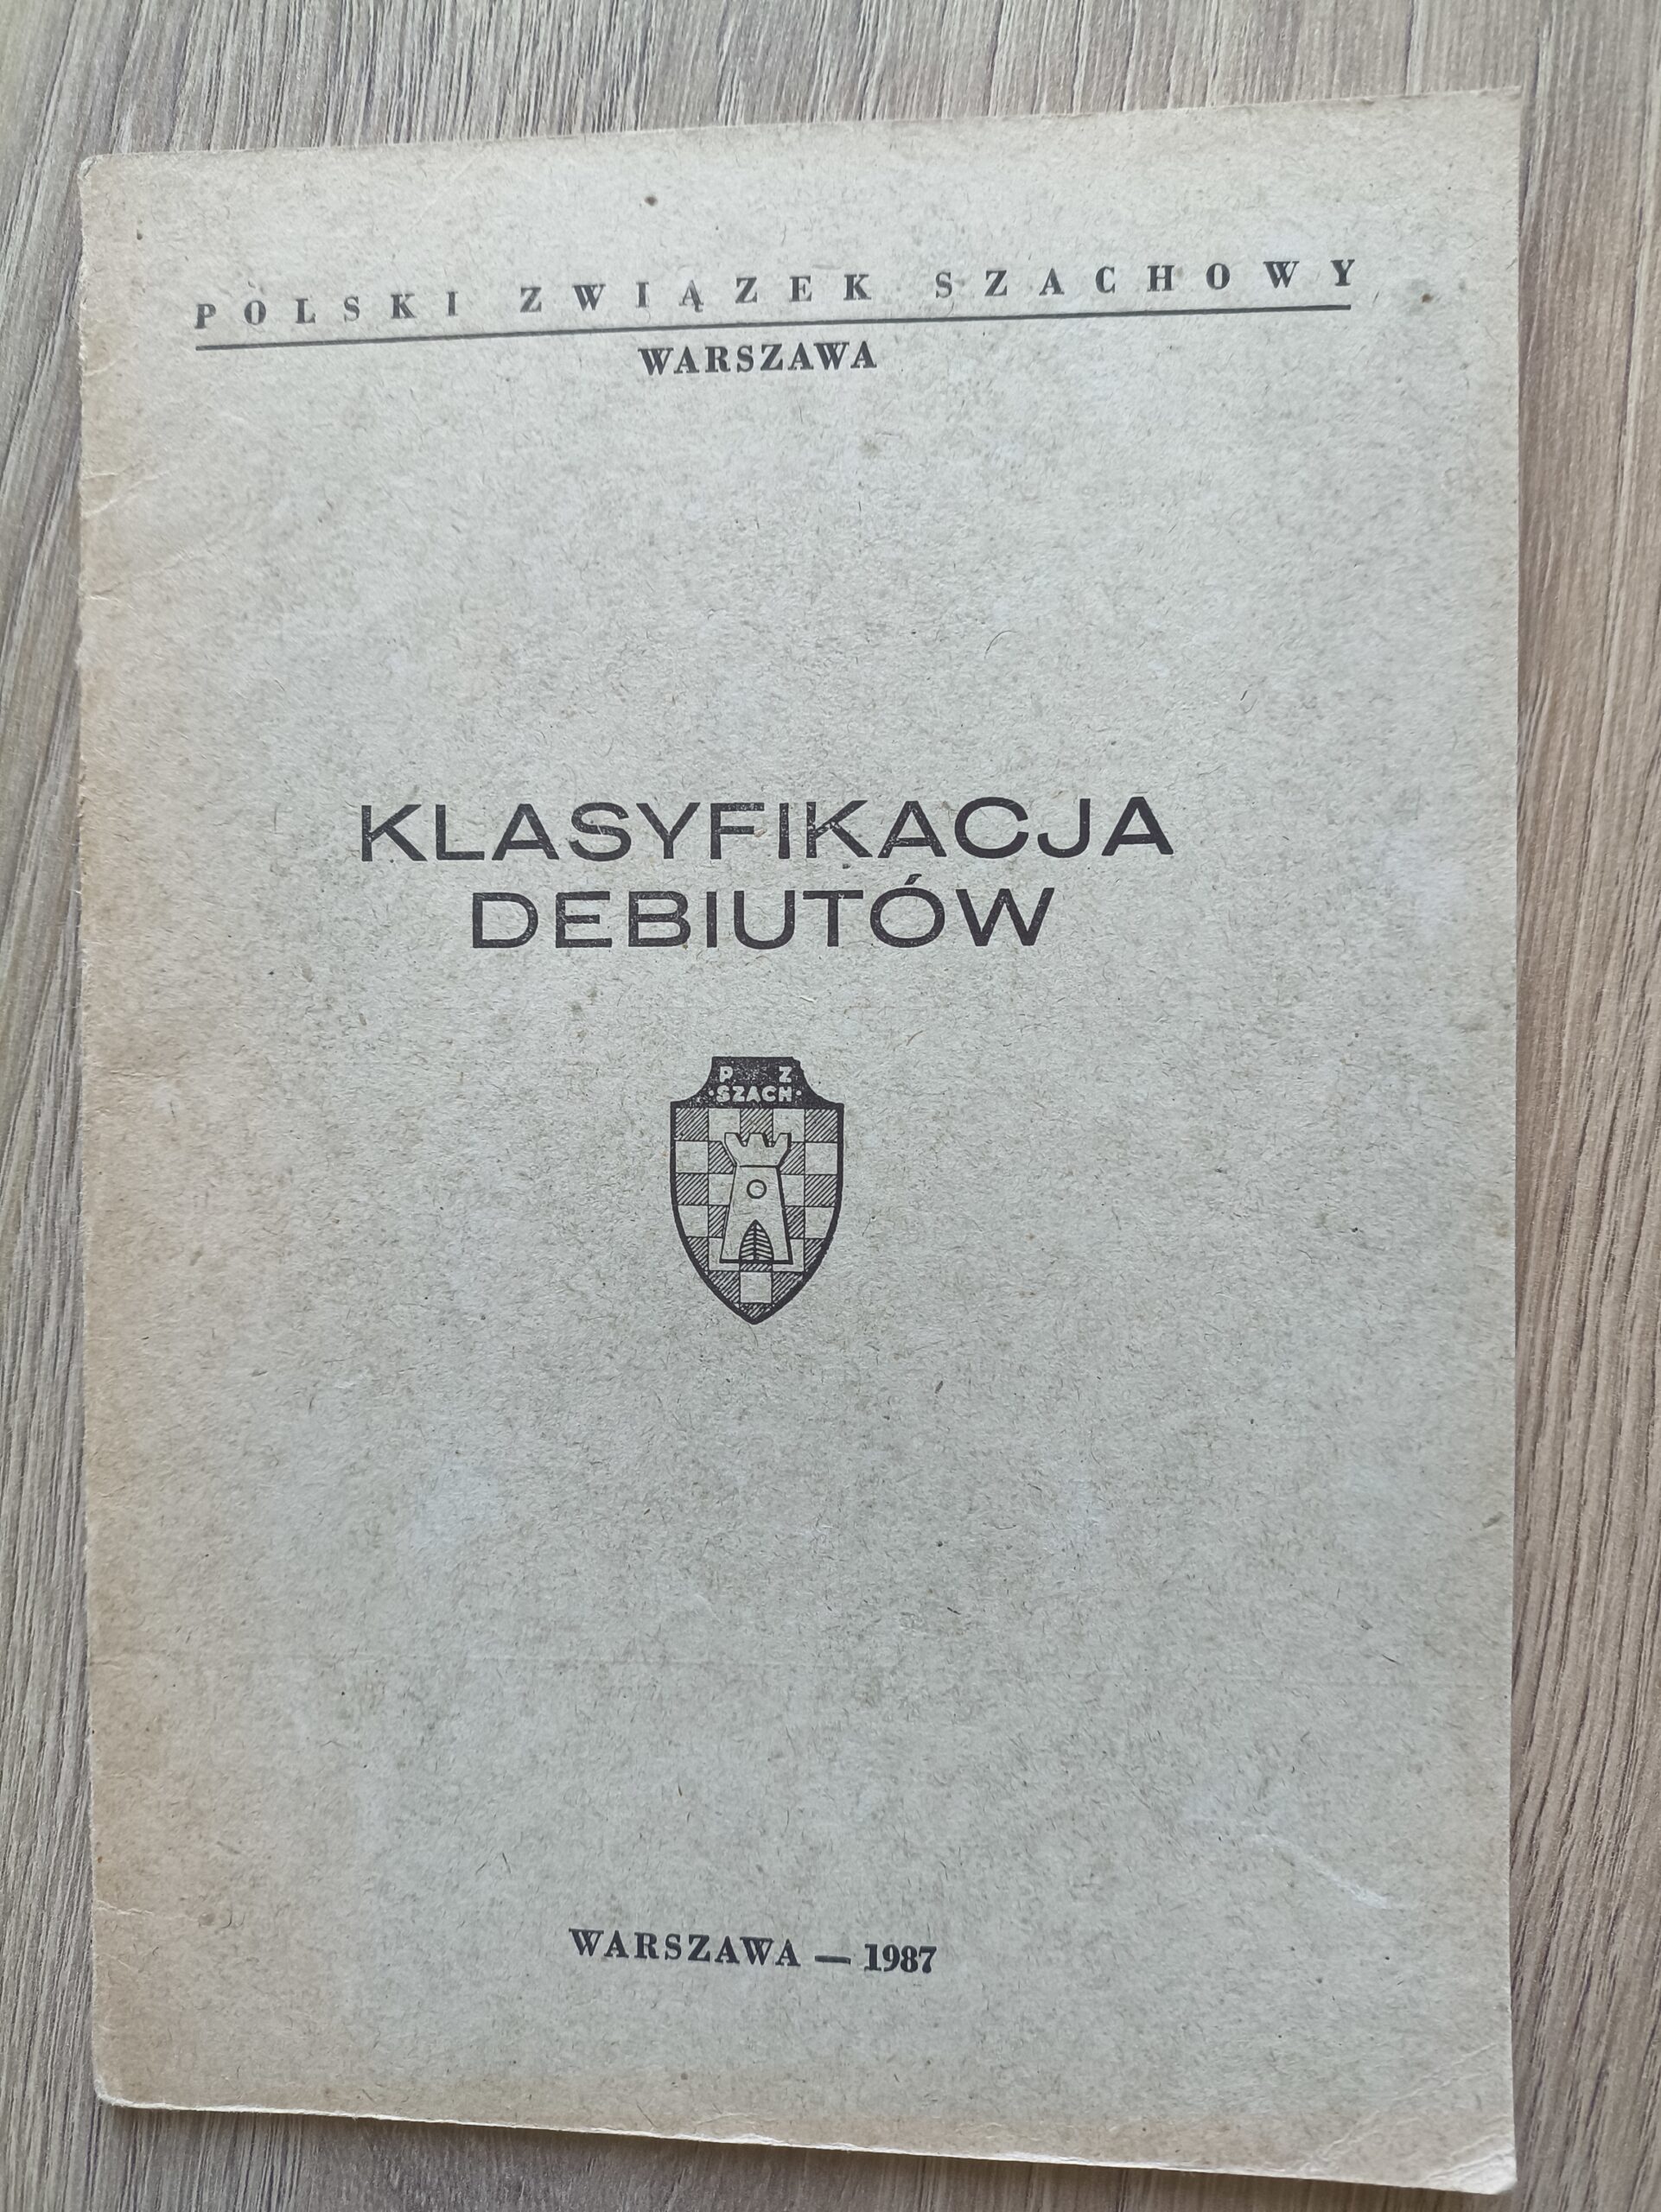 POLSKI ZWIĄZEK SZACHOWY
WARSZAWA
KLASYFIKACJA
DEBIUTÓW
P Z
·SZACH·
WARSZAWA — 1987